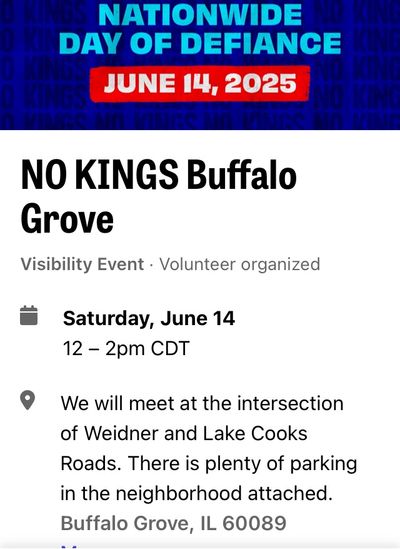 NATIONWIDE
DAY OF DEFIANCE
JUNE 14, 2025
NO KINGS Buffalo
Grove
Visibility Event · Volunteer organized
Saturday, June 14
12 – 2pm CDT
We will meet at the intersection
of Weidner and Lake Cooks
Roads. There is plenty of parking
in the neighborhood attached.
Buffalo Grove, IL 60089